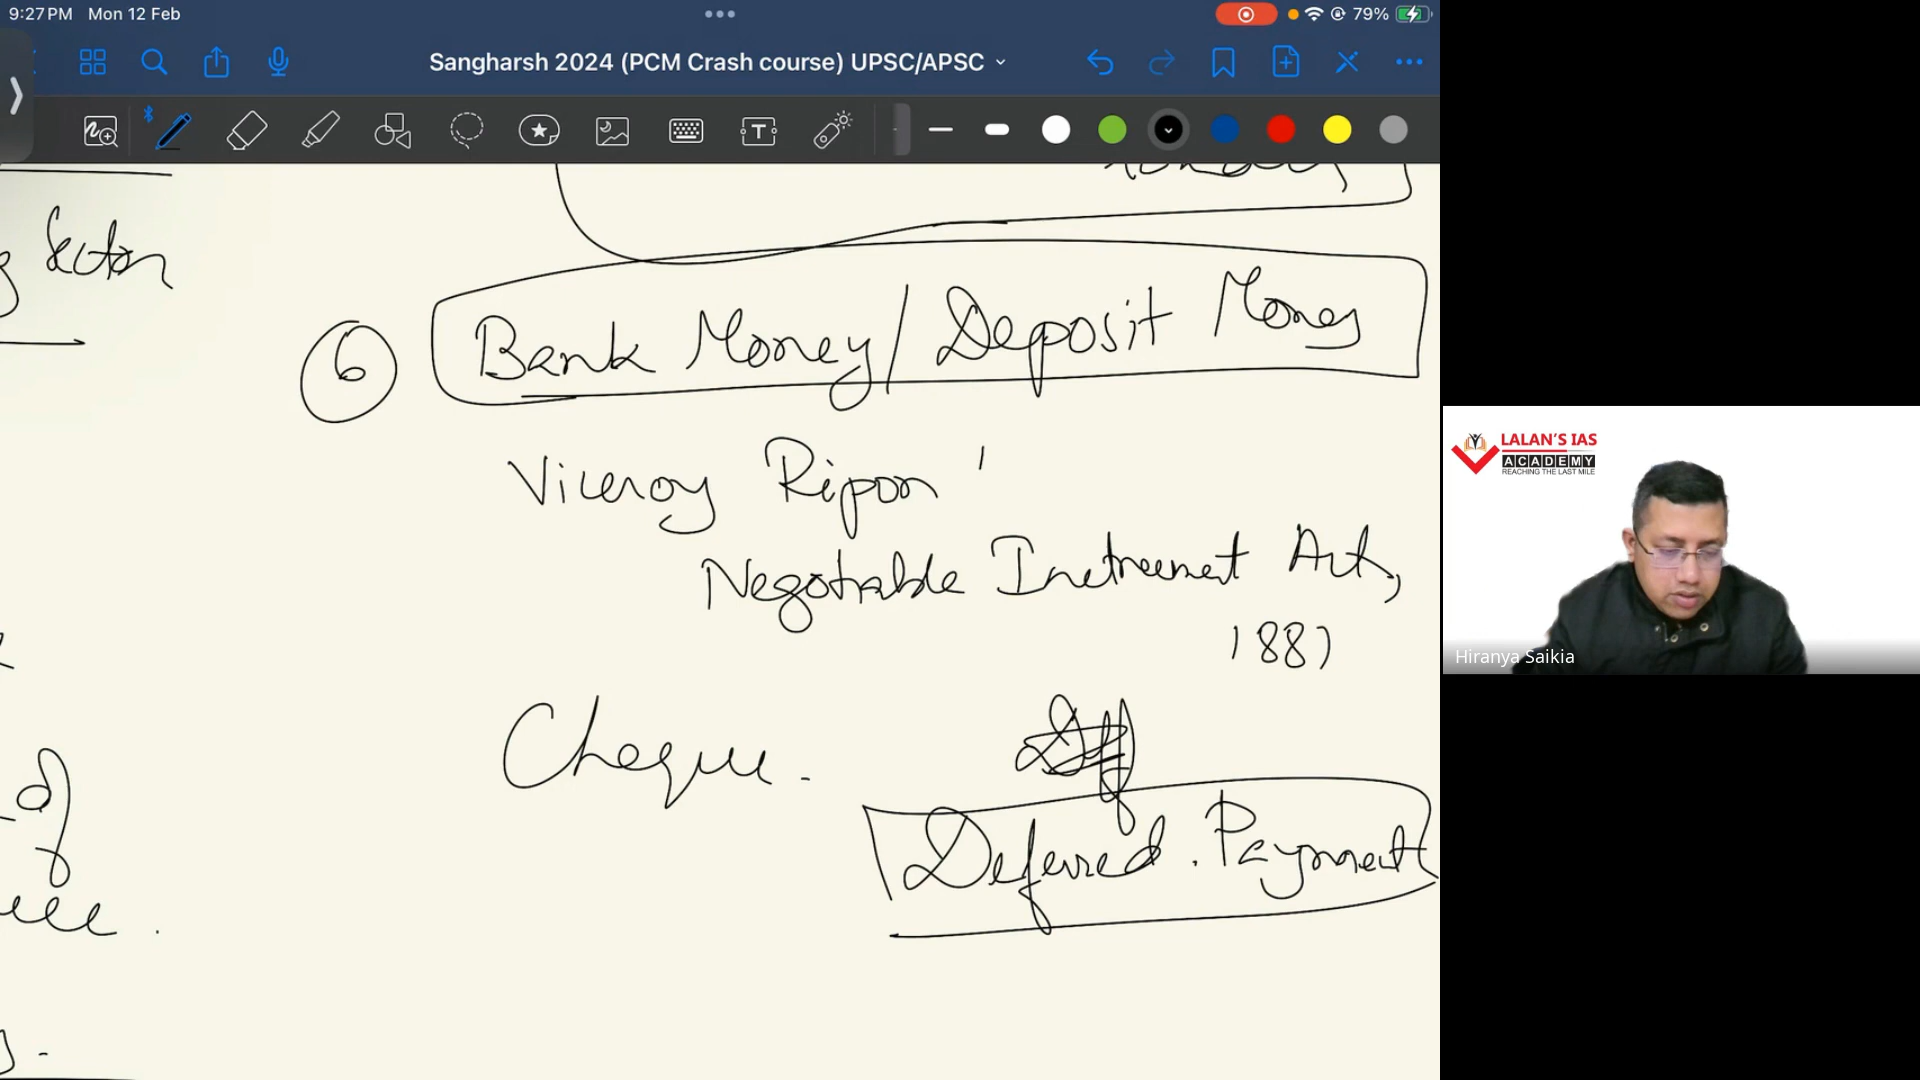 9:27 PM Mon 12 Feb
79%
Sangharsh 2024 (PCM Crash course) UPSC/APSC
Sector
6 Bank Money/Deposit Money
Viceroy Ripon
Negotiable Instrument Act,
1881
Cheque.
Deferred. Payment
LALAN'S IAS
ACADEMY
REACHING THE LAST MILE
Hiranya Saikia